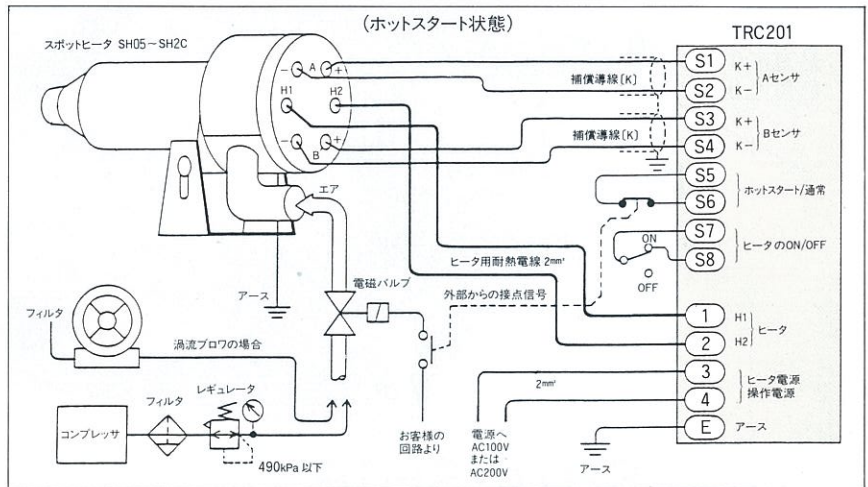 (ホットスタート状態)
TRC201
スポットヒータ SH05～SH2C
- A +
H1 H2
- B +
補償導線(K)
補償導線(K)
S1 K+
S2 K-
Aセンサ
S3 K+
S4 K-
Bセンサ
S5
S6
ホットスタート/通常
S7
S8
ヒータのON/OFF
ON
OFF
エア
ヒータ用耐熱電線 2mm²
電磁バルブ
外部からの接点信号
アース
1 H1
2 H2
ヒータ
3
4
ヒータ電源
操作電源
E アース
2mm²
フィルタ
渦流ブロワの場合
レギュレータ
フィルタ
コンプレッサ
490kPa 以下
お客様の
回路より
電源へ
AC100V
または
AC200V
アース